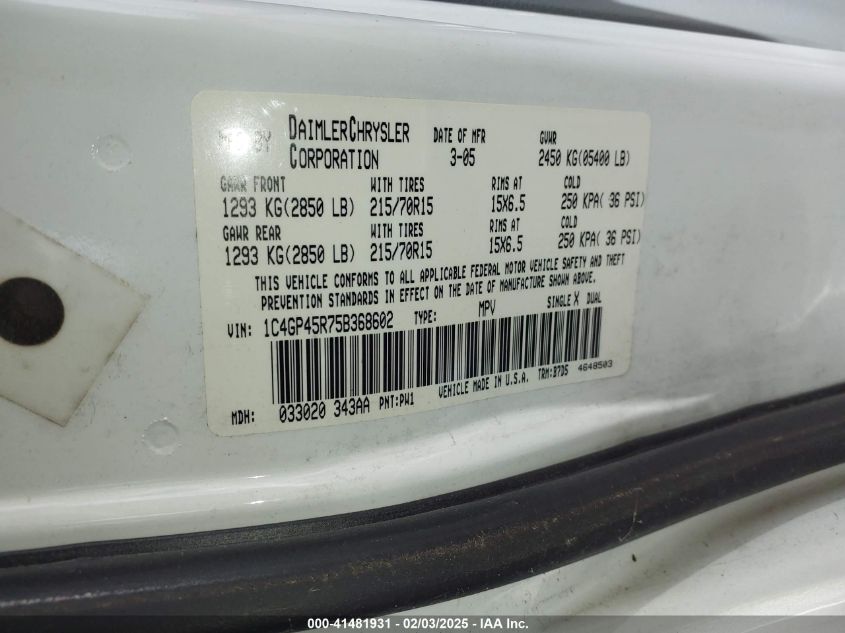 MFD BY DAIMLERCHRYSLER CORPORATION DATE OF MFR 3-05 GVWR 2450 KG(05400 LB)
GAWR FRONT WITH TIRES RIMS AT COLD
1293 KG(2850 LB) 215/70R15 15X6.5 250 KPA( 36 PSI)
GAWR REAR WITH TIRES RIMS AT COLD
1293 KG(2850 LB) 215/70R15 15X6.5 250 KPA( 36 PSI)
THIS VEHICLE CONFORMS TO ALL APPLICABLE FEDERAL MOTOR VEHICLE SAFETY AND THEFT
PREVENTION STANDARDS IN EFFECT ON THE DATE OF MANUFACTURE SHOWN ABOVE.
VIN: 1C4GP45R75B368602 TYPE: MPV SINGLE X DUAL
VEHICLE MADE IN U.S.A. TRM:B7D5 4648503
MDH: 033020 343AA PNT:PW1
000-41481931 - 02/03/2025 - IAA Inc.